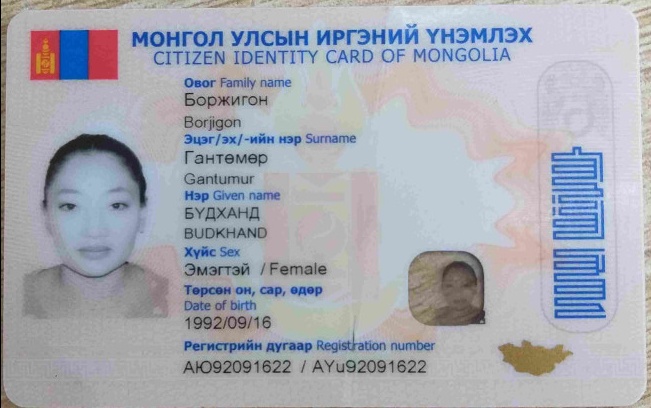 МОНГОЛ УЛСЫН ИРГЭНИЙ ҮНЭМЛЭХ
CITIZEN IDENTITY CARD OF MONGOLIA
Овог Family name
Боржигон
Borjigon
Эцэг/эх/-ийн нэр Surname
Гантөмөр
Gantumur
Нэр Given name
БҮДХАНД
BUDKHAND
Хүйс Sex
Эмэгтэй / Female
Төрсөн он, сар, өдөр
Date of birth
1992/09/16
Регистрийн дугаар Registration number
АЮ92091622 / AYu92091622